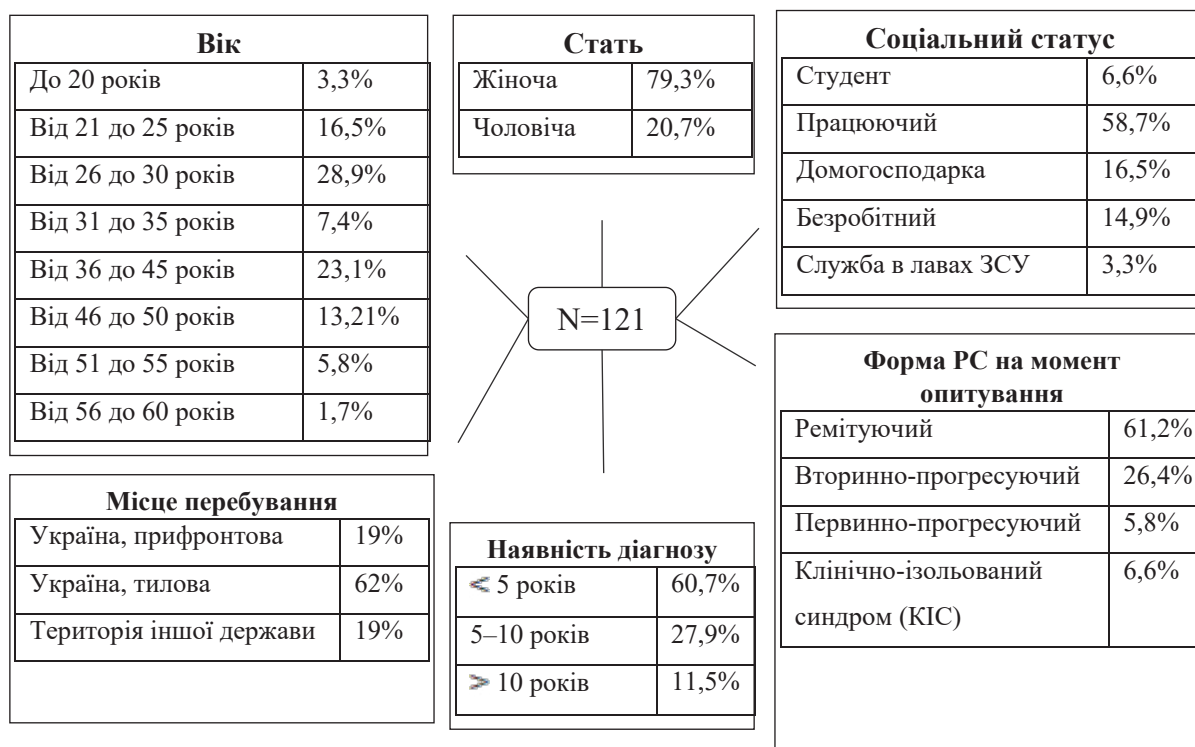 Вік
До 20 років 3,3%
Від 21 до 25 років 16,5%
Від 26 до 30 років 28,9%
Від 31 до 35 років 7,4%
Від 36 до 45 років 23,1%
Від 46 до 50 років 13,21%
Від 51 до 55 років 5,8%
Від 56 до 60 років 1,7%
Стать
Жіноча 79,3%
Чоловіча 20,7%
Соціальний статус
Студент 6,6%
Працюючий 58,7%
Домогосподарка 16,5%
Безробітний 14,9%
Служба в лавах ЗСУ 3,3%
N=121
Місце перебування
Україна, прифронтова 19%
Україна, тилова 62%
Територія іншої держави 19%
Наявність діагнозу
< 5 років 60,7%
5–10 років 27,9%
> 10 років 11,5%
Форма РС на момент
опитування
Ремітуючий 61,2%
Вторинно-прогресуючий 26,4%
Первинно-прогресуючий 5,8%
Клінічно-ізольований 6,6%
синдром (КІС)